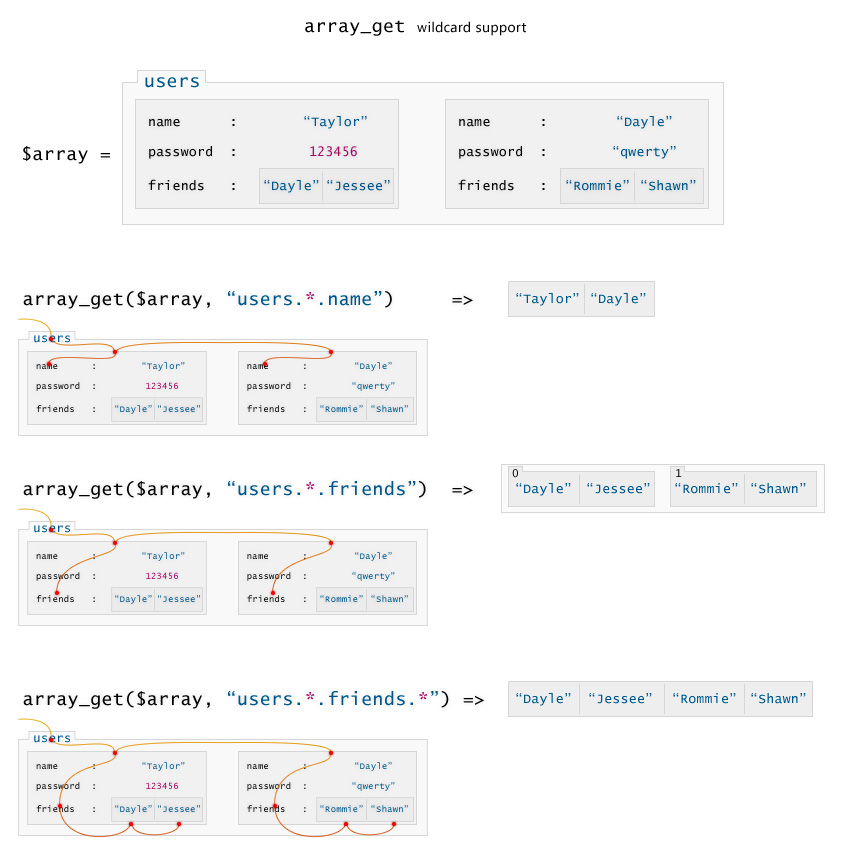 array_get wildcard support
users
$array =
name : “Taylor” name : “Dayle”
password : 123456 password : “qwerty”
friends : “Dayle” “Jessee” friends : “Rommie” “Shawn”
array_get($array, “users.*.name”) => “Taylor” “Dayle”
users
name : “Taylor” name : “Dayle”
password : 123456 password : “qwerty”
friends : “Dayle” “Jessee” friends : “Rommie” “Shawn”
0 1
array_get($array, “users.*.friends”) => “Dayle” “Jessee” “Rommie” “Shawn”
users
name : “Taylor” name : “Dayle”
password : 123456 password : “qwerty”
friends : “Dayle” “Jessee” friends : “Rommie” “Shawn”
array_get($array, “users.*.friends.*”) => “Dayle” “Jessee” “Rommie” “Shawn”
users
name : “Taylor” name : “Dayle”
password : 123456 password : “qwerty”
friends : “Dayle” “Jessee” friends : “Rommie” “Shawn”